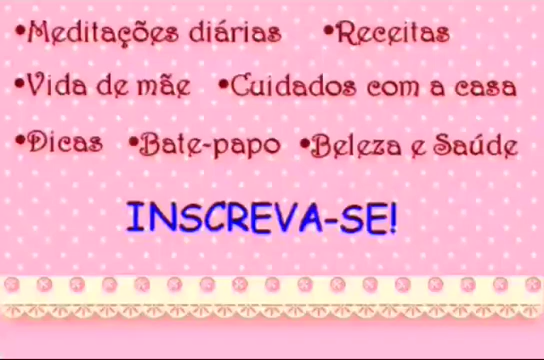 •Meditações diárias •Receitas
•Vida de mãe •Cuidados com a casa
•Dicas •Bate-papo •Beleza e Saúde
INSCREVA-SE!